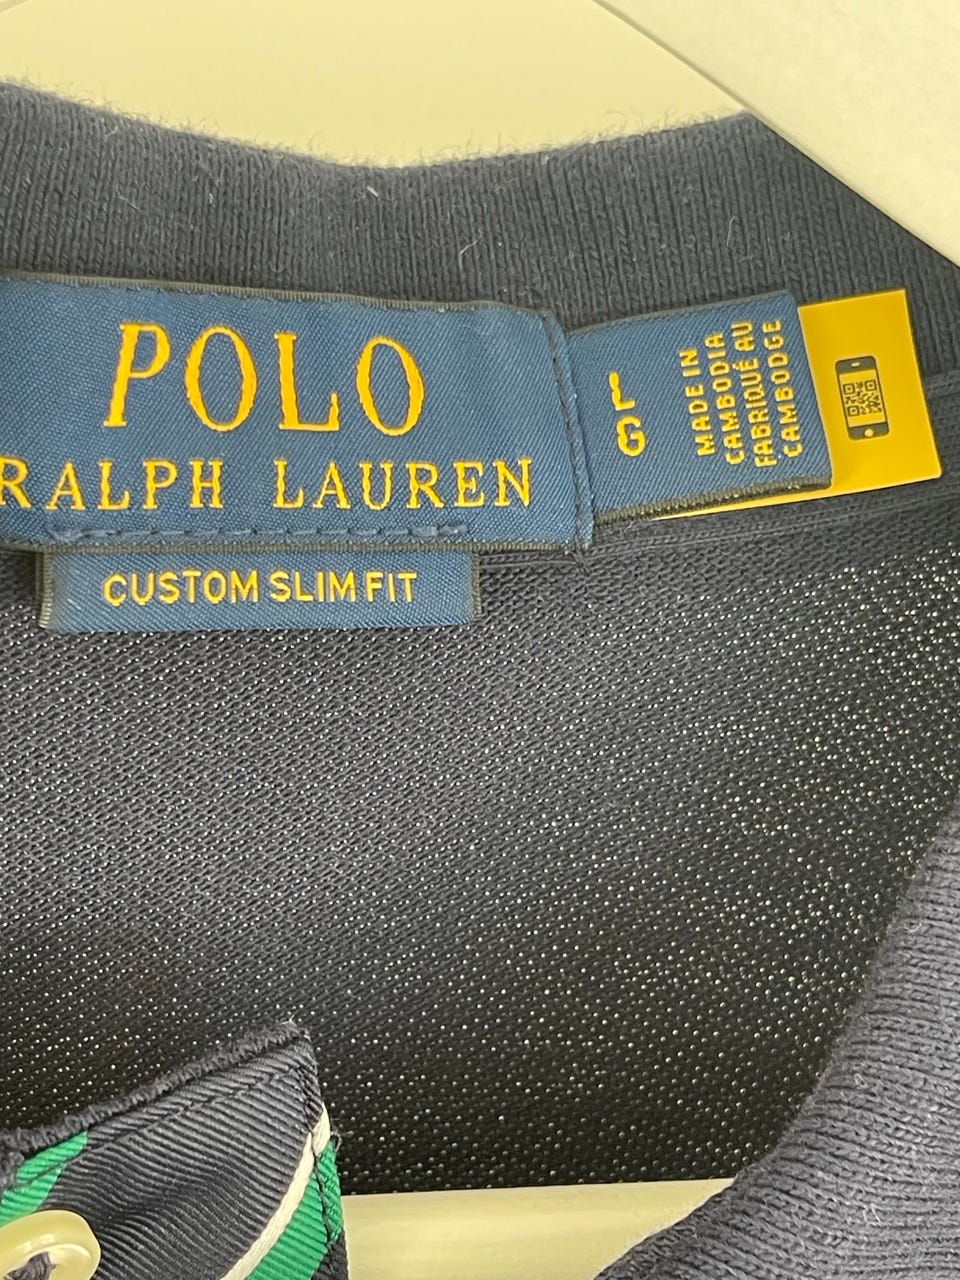 POLO
RALPH LAUREN
CUSTOM SLIM FIT
L
G
MADE IN
CAMBODIA
FABRIQUÉ AU
CAMBODGE